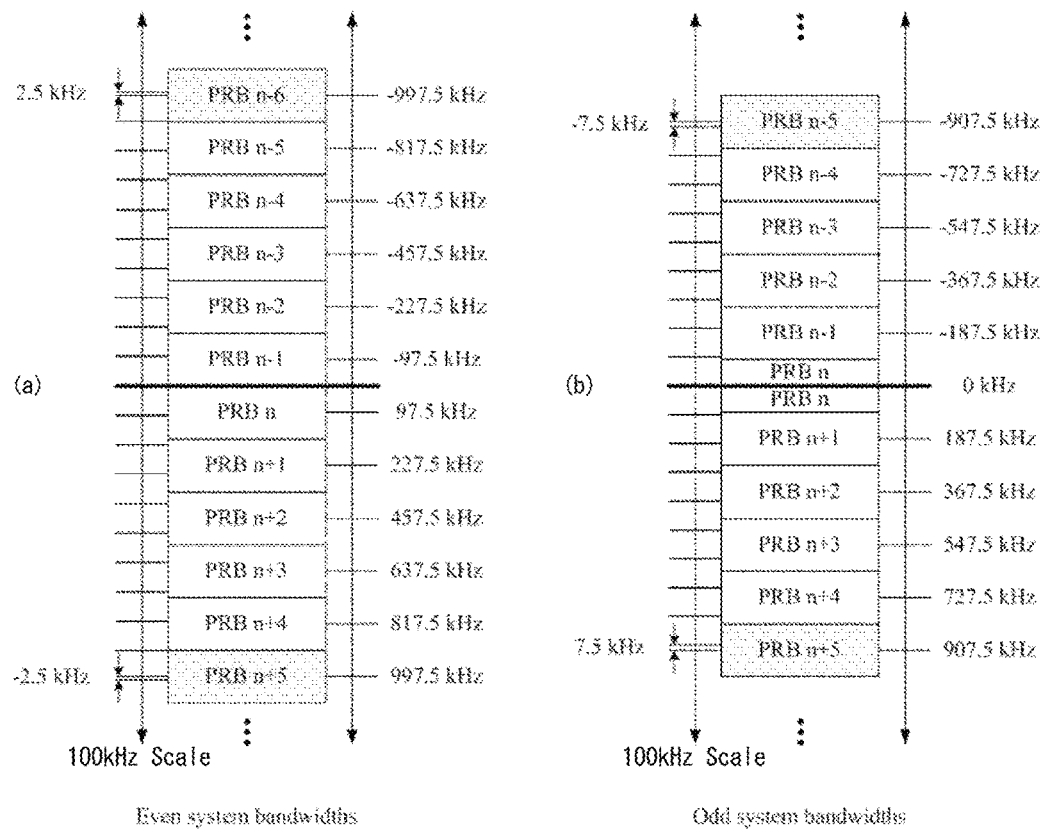 2.5 kHz
PRB n-6
-997.5 kHz
PRB n-5
-817.5 kHz
PRB n-4
-637.5 kHz
PRB n-3
-457.5 kHz
PRB n-2
-227.5 kHz
PRB n-1
-97.5 kHz
(a)
PRB n
97.5 kHz
PRB n+1
227.5 kHz
PRB n+2
457.5 kHz
PRB n+3
637.5 kHz
PRB n+4
817.5 kHz
-2.5 kHz
PRB n+5
997.5 kHz
100kHz Scale
Even system bandwidths
-7.5 kHz
PRB n-5
-907.5 kHz
PRB n-4
-727.5 kHz
PRB n-3
-547.5 kHz
PRB n-2
-367.5 kHz
PRB n-1
-187.5 kHz
PRB n
(b)
0 kHz
PRB n
PRB n+1
187.5 kHz
PRB n+2
367.5 kHz
PRB n+3
547.5 kHz
PRB n+4
727.5 kHz
7.5 kHz
PRB n+5
907.5 kHz
100kHz Scale
Odd system bandwidths